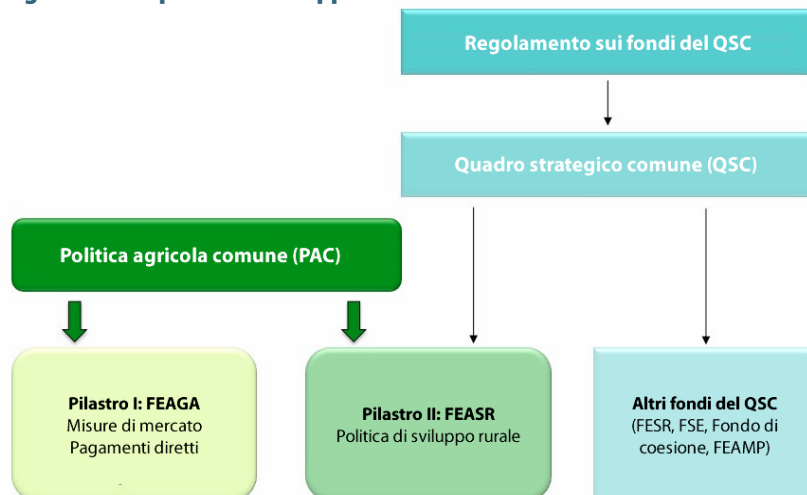 Regolamento sui fondi del QSC
Quadro strategico comune (QSC)
Politica agricola comune (PAC)
Pilastro I: FEAGA
Misure di mercato
Pagamenti diretti
Pilastro II: FEASR
Politica di sviluppo rurale
Altri fondi del QSC
(FESR, FSE, Fondo di
coesione, FEAMP)